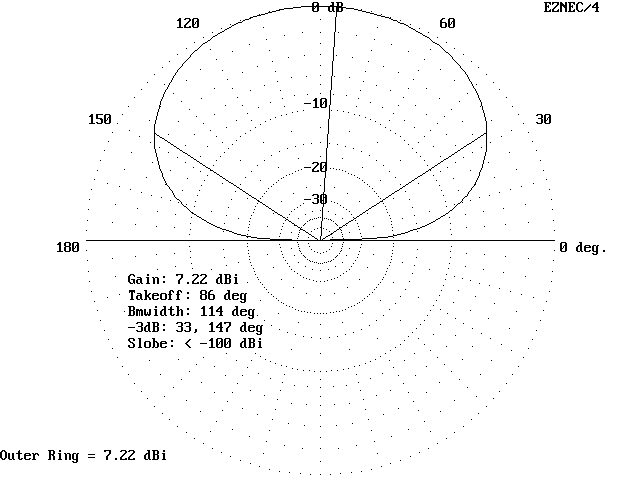 0 dB
EZNEC/4
120
60
-10
150
30
-20
-30
180
0 deg.
Gain: 7.22 dBi
Takeoff: 86 deg
Bmwidth: 114 deg
-3dB: 33, 147 deg
Slobe: < -100 dBi
Outer Ring = 7.22 dBi